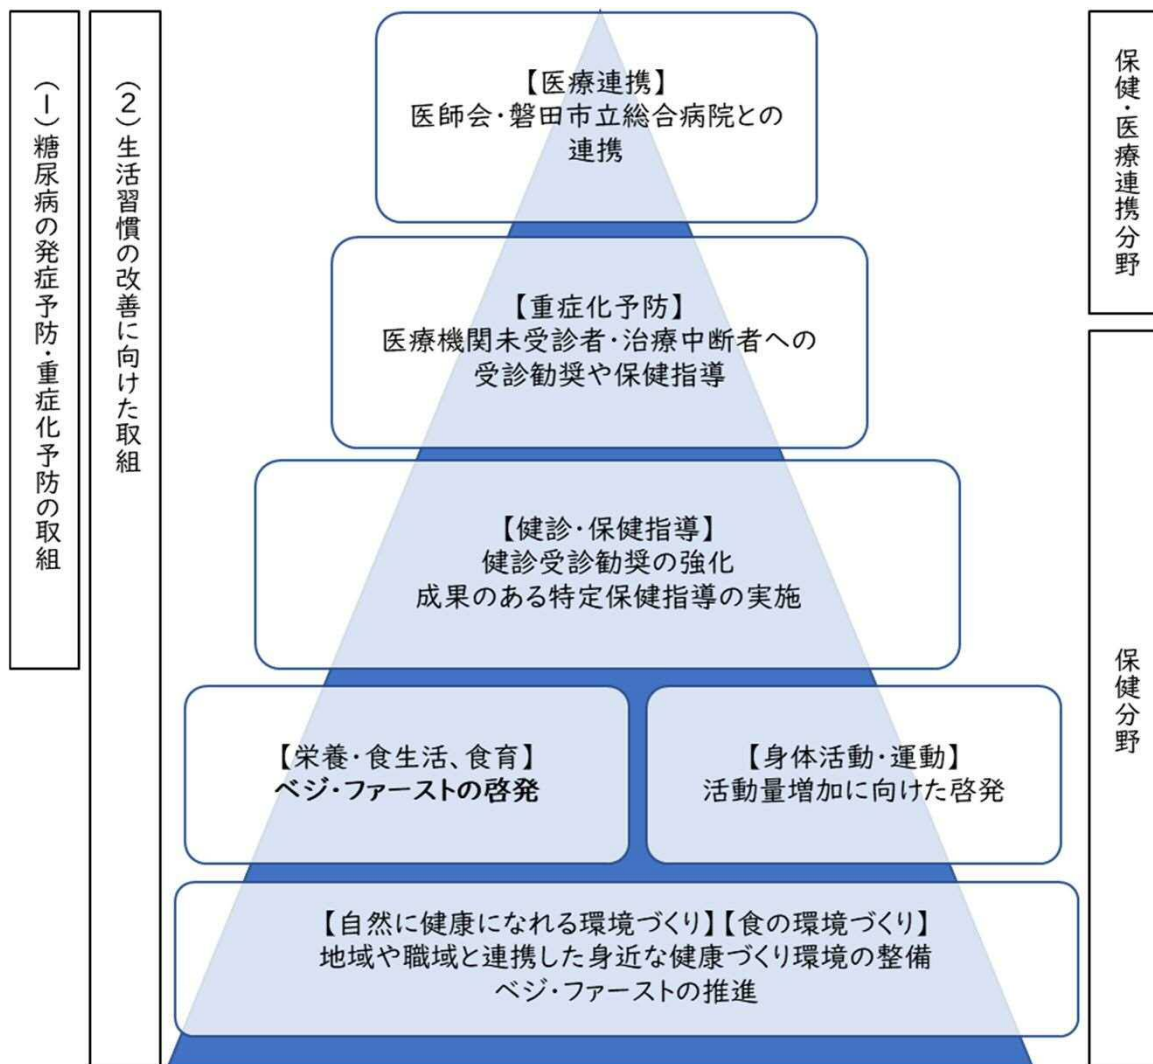 (1)糖尿病の発症予防・重症化予防の取組
(2)生活習慣の改善に向けた取組
【医療連携】
医師会・磐田市立総合病院との
連携
【重症化予防】
医療機関未受診者・治療中断者への
受診勧奨や保健指導
【健診・保健指導】
健診受診勧奨の強化
成果のある特定保健指導の実施
【栄養・食生活、食育】
ベジ・ファーストの啓発
【身体活動・運動】
活動量増加に向けた啓発
【自然に健康になれる環境づくり】【食の環境づくり】
地域や職域と連携した身近な健康づくり環境の整備
ベジ・ファーストの推進
保健・医療連携分野
保健分野